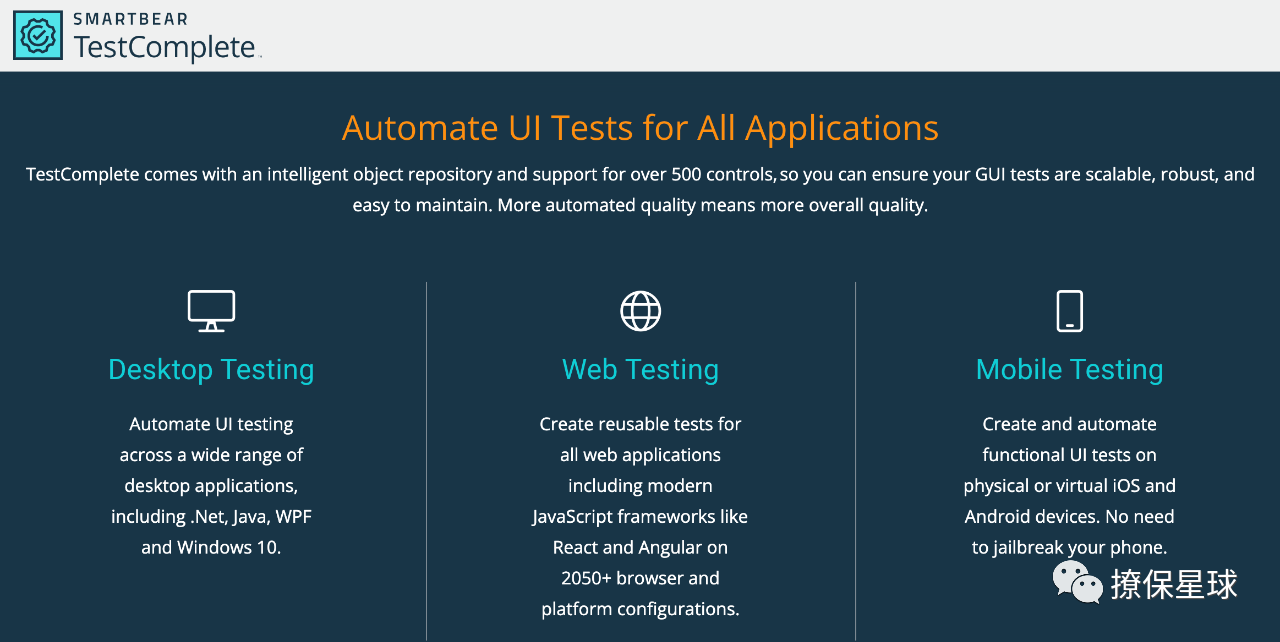 SMARTBEAR
TestComplete
Automate UI Tests for All Applications
TestComplete comes with an intelligent object repository and support for over 500 controls, so you can ensure your GUI tests are scalable, robust, and
easy to maintain. More automated quality means more overall quality.
Desktop Testing
Automate UI testing
across a wide range of
desktop applications,
including .Net, Java, WPF
and Windows 10.
Web Testing
Create reusable tests for
all web applications
including modern
JavaScript frameworks like
React and Angular on
2050+ browser and
platform configurations.
Mobile Testing
Create and automate
functional UI tests on
physical or virtual iOS and
Android devices. No need
to jailbreak your phone.
撩保星球